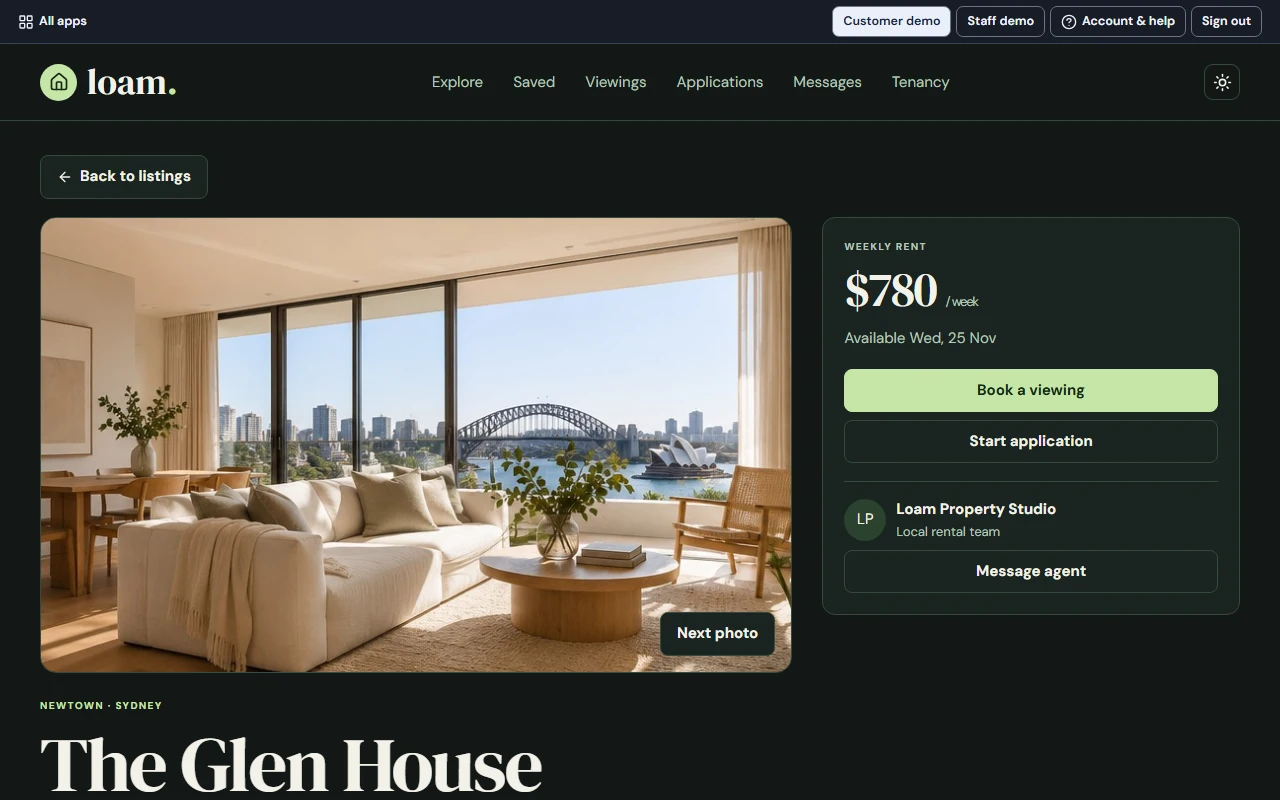 All apps
Customer demo
Staff demo
Account & help
Sign out
loam.
Explore
Saved
Viewings
Applications
Messages
Tenancy
Back to listings
Next photo
WEEKLY RENT
$780 / week
Available Wed, 25 Nov
Book a viewing
Start application
LP
Loam Property Studio
Local rental team
Message agent
NEWTOWN · SYDNEY
The Glen House